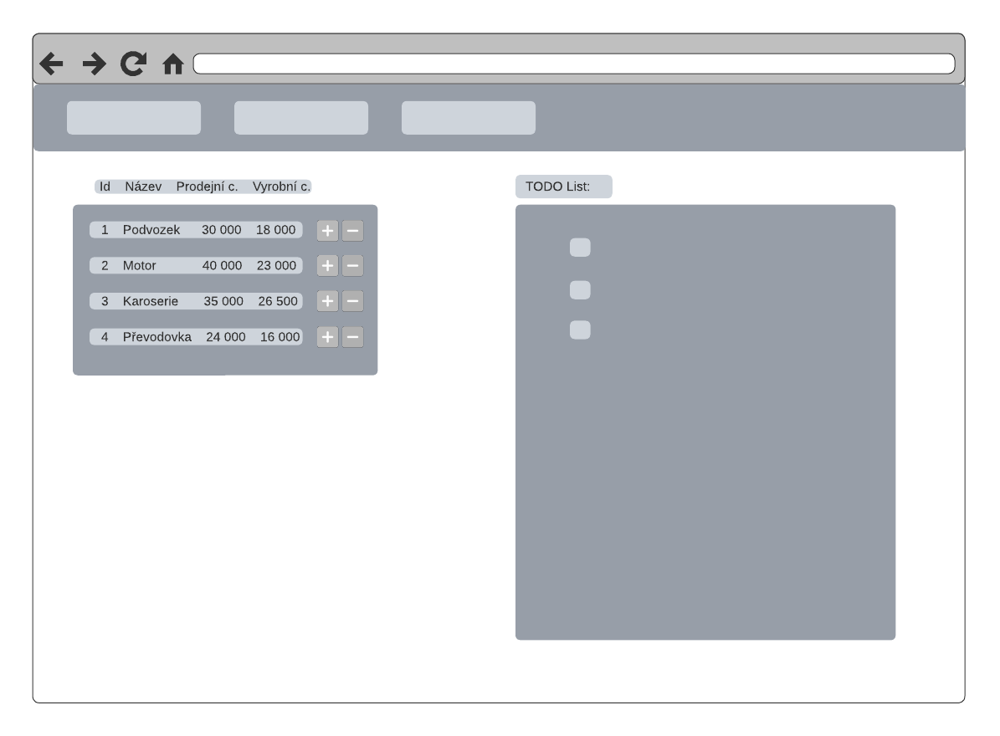 Id Název Prodejní c. Vyrobní c.
1 Podvozek 30 000 18 000
2 Motor 40 000 23 000
3 Karoserie 35 000 26 500
4 Převodovka 24 000 16 000
TODO List: